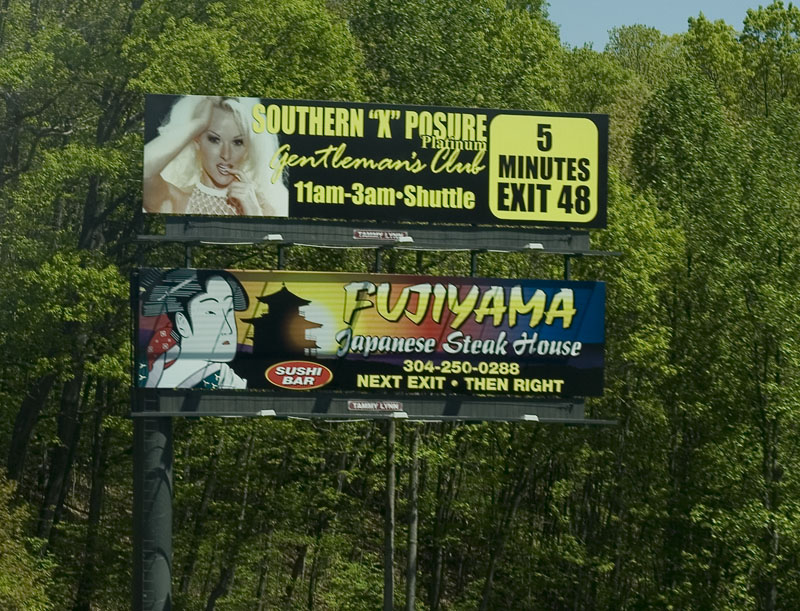 SOUTHERN "X" POSURE
Platinum
Gentleman's Club
11am-3am•Shuttle
5
MINUTES
EXIT 48
TAMMY LYNN
FUJIYAMA
Japanese Steak House
SUSHI
BAR
304-250-0288
NEXT EXIT • THEN RIGHT
TAMMY LYNN